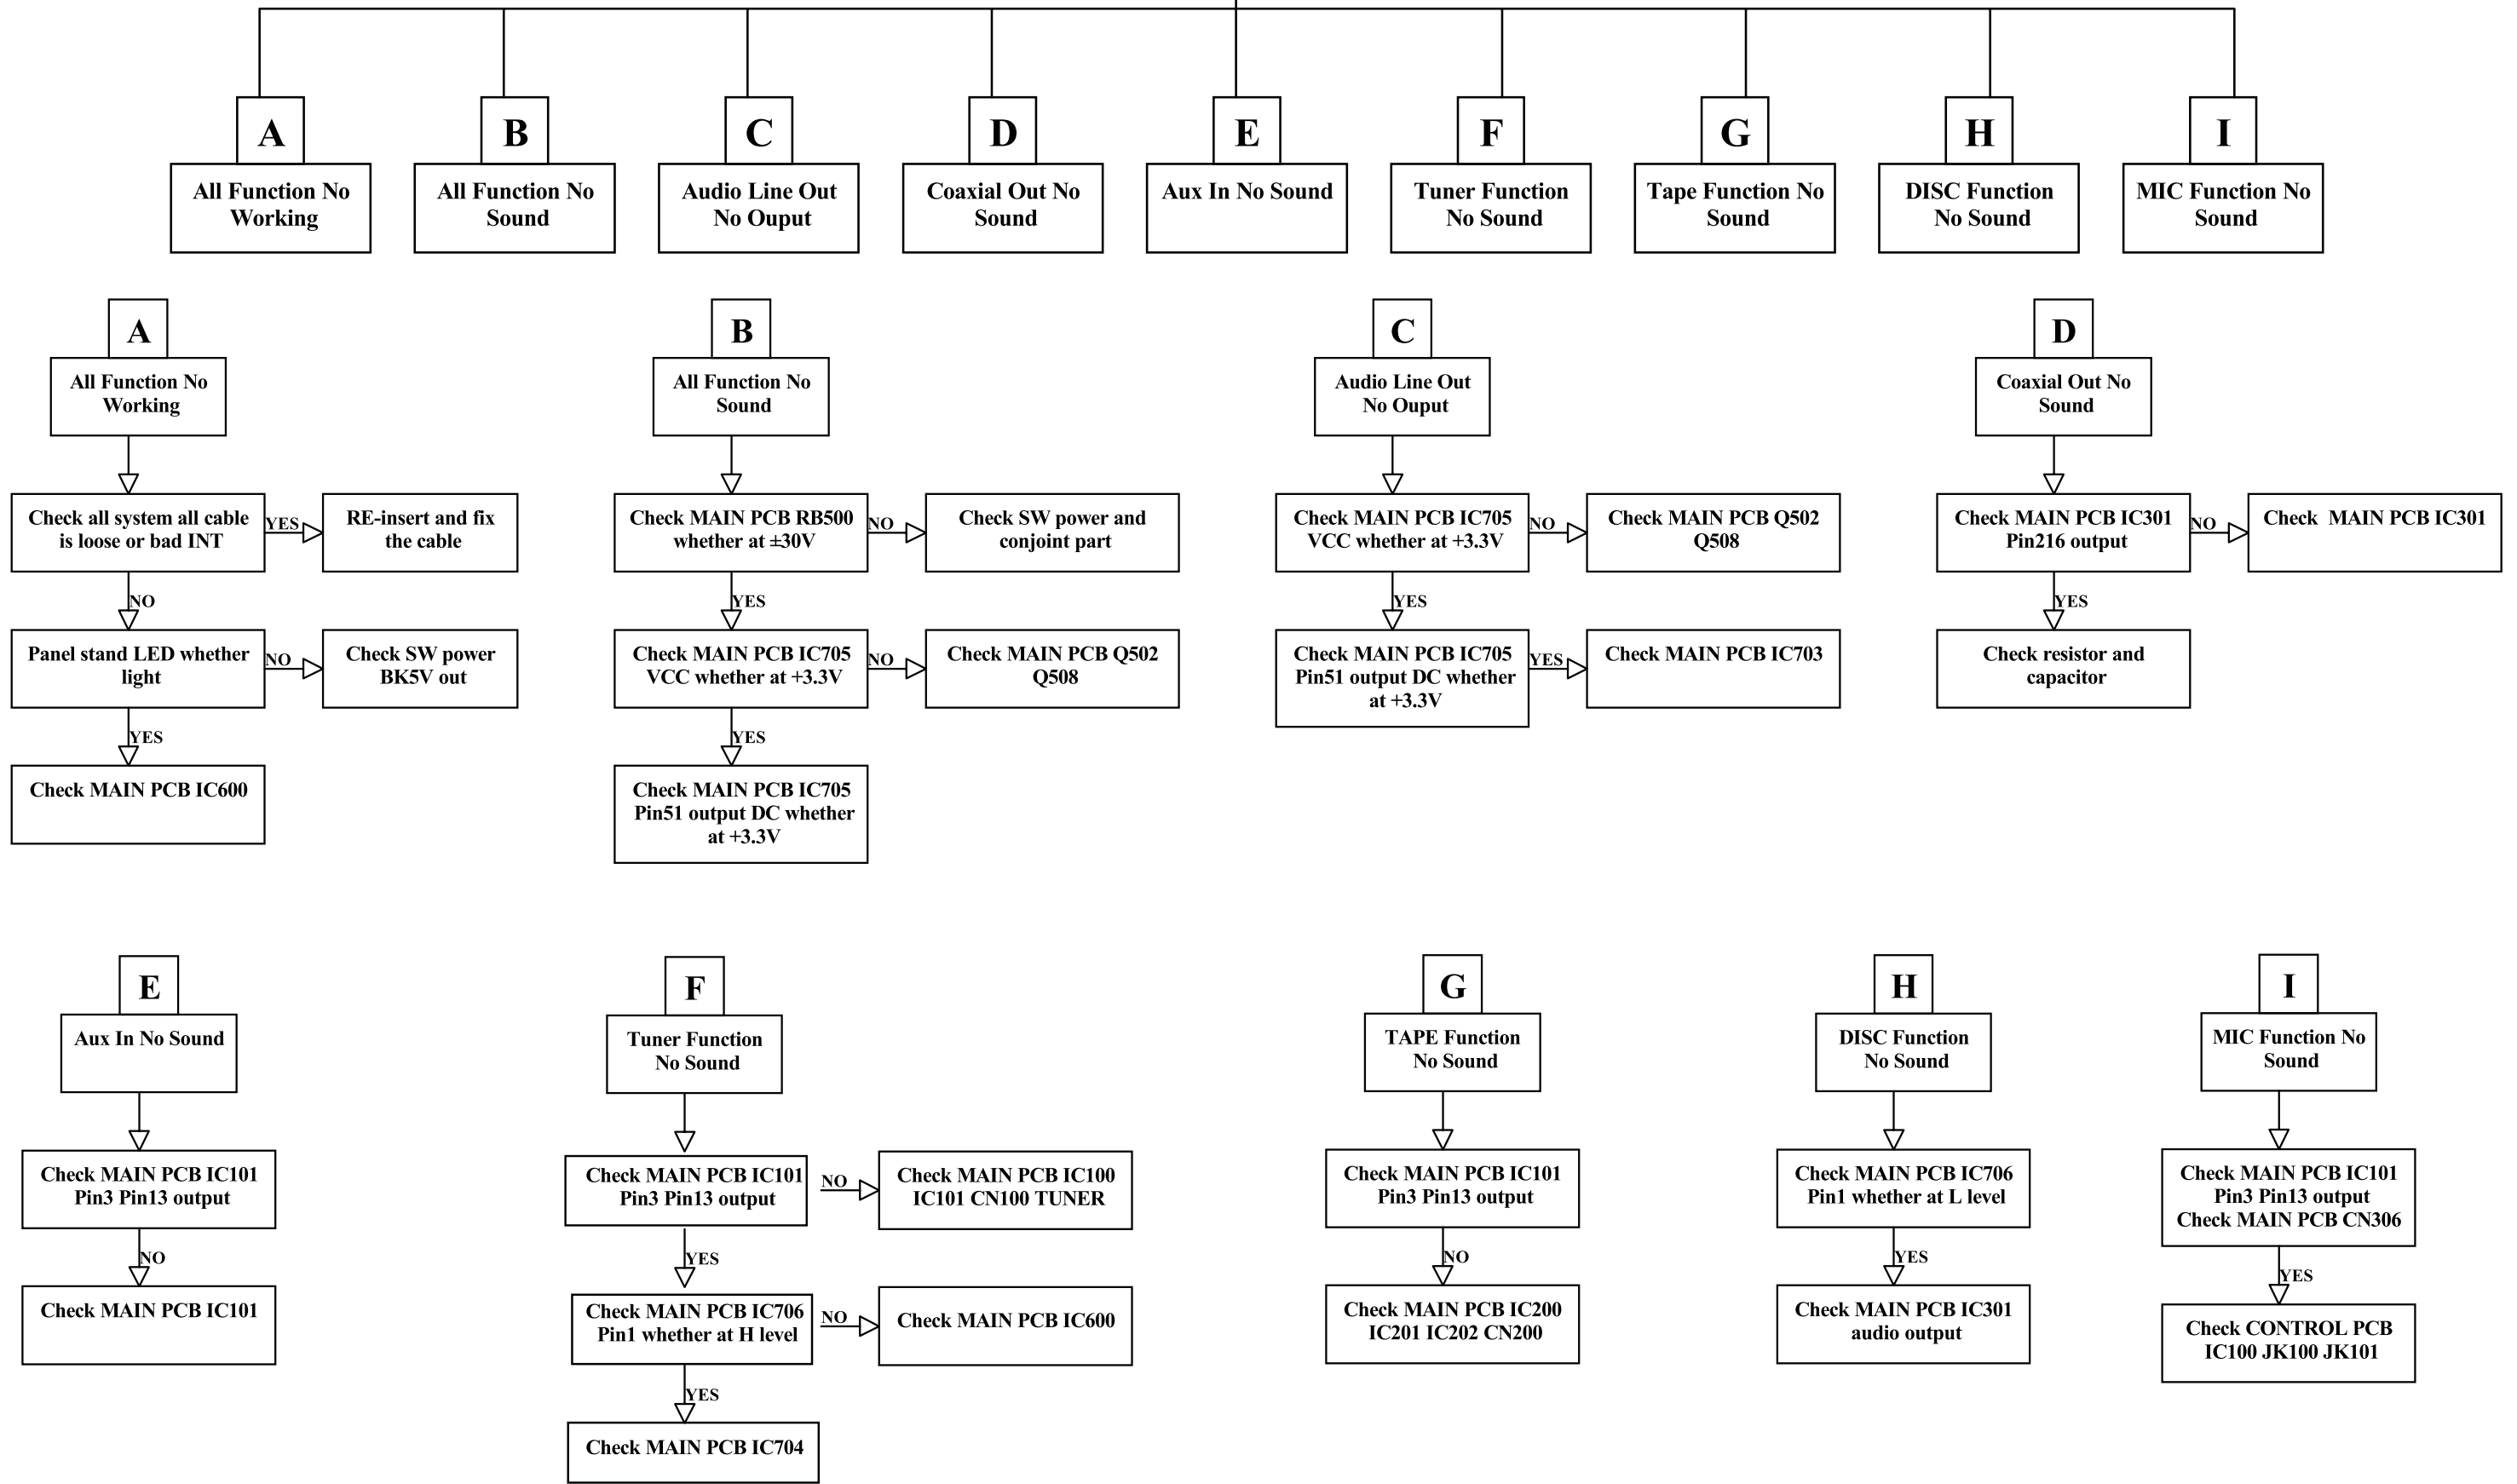 A
All Function No
Working
B
All Function No
Sound
C
Audio Line Out
No Ouput
D
Coaxial Out No
Sound
E
Aux In No Sound
F
Tuner Function
No Sound
G
Tape Function No
Sound
H
DISC Function
No Sound
I
MIC Function No
Sound
A
All Function No
Working
Check all system all cable
is loose or bad INT
YES
RE-insert and fix
the cable
NO
Panel stand LED whether
light
NO
Check SW power
BK5V out
YES
Check MAIN PCB IC600
B
All Function No
Sound
Check MAIN PCB RB500
whether at ±30V
NO
Check SW power and
conjoint part
YES
Check MAIN PCB IC705
VCC whether at +3.3V
NO
Check MAIN PCB Q502
Q508
YES
Check MAIN PCB IC705
Pin51 output DC whether
at +3.3V
C
Audio Line Out
No Ouput
Check MAIN PCB IC705
VCC whether at +3.3V
NO
Check MAIN PCB Q502
Q508
YES
Check MAIN PCB IC705
Pin51 output DC whether
at +3.3V
YES
Check MAIN PCB IC703
D
Coaxial Out No
Sound
Check MAIN PCB IC301
Pin216 output
NO
Check MAIN PCB IC301
YES
Check resistor and
capacitor
E
Aux In No Sound
Check MAIN PCB IC101
Pin3 Pin13 output
NO
Check MAIN PCB IC101
F
Tuner Function
No Sound
Check MAIN PCB IC101
Pin3 Pin13 output
NO
Check MAIN PCB IC100
IC101 CN100 TUNER
YES
Check MAIN PCB IC706
Pin1 whether at H level
NO
Check MAIN PCB IC600
YES
Check MAIN PCB IC704
G
TAPE Function
No Sound
Check MAIN PCB IC101
Pin3 Pin13 output
NO
Check MAIN PCB IC200
IC201 IC202 CN200
H
DISC Function
No Sound
Check MAIN PCB IC706
Pin1 whether at L level
YES
Check MAIN PCB IC301
audio output
I
MIC Function No
Sound
Check MAIN PCB IC101
Pin3 Pin13 output
Check MAIN PCB CN306
YES
Check CONTROL PCB
IC100 JK100 JK101